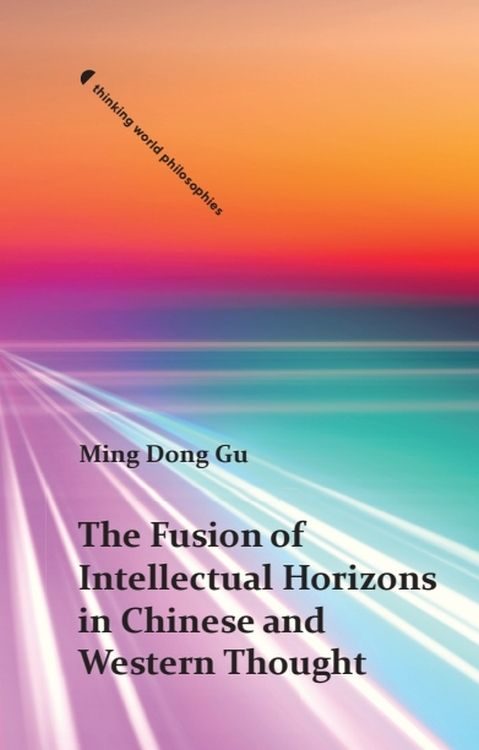 thinking world philosophies
Ming Dong Gu
The Fusion of
Intellectual Horizons
in Chinese and
Western Thought